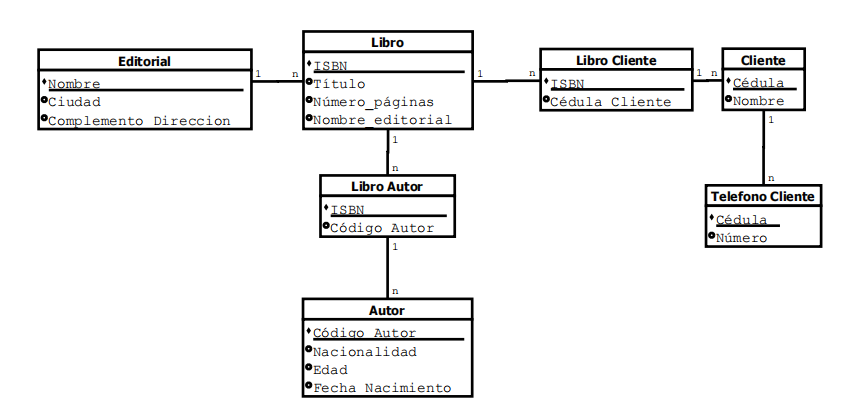 Editorial
Nombre
Ciudad
Complemento Direccion
1
n
Libro
ISBN
Título
Número_páginas
Nombre_editorial
1
n
Libro Cliente
ISBN
Cédula Cliente
1
n
Cliente
Cédula
Nombre
1
n
Telefono Cliente
Cédula
Número
1
n
Libro Autor
ISBN
Código Autor
1
n
Autor
Código Autor
Nacionalidad
Edad
Fecha Nacimiento